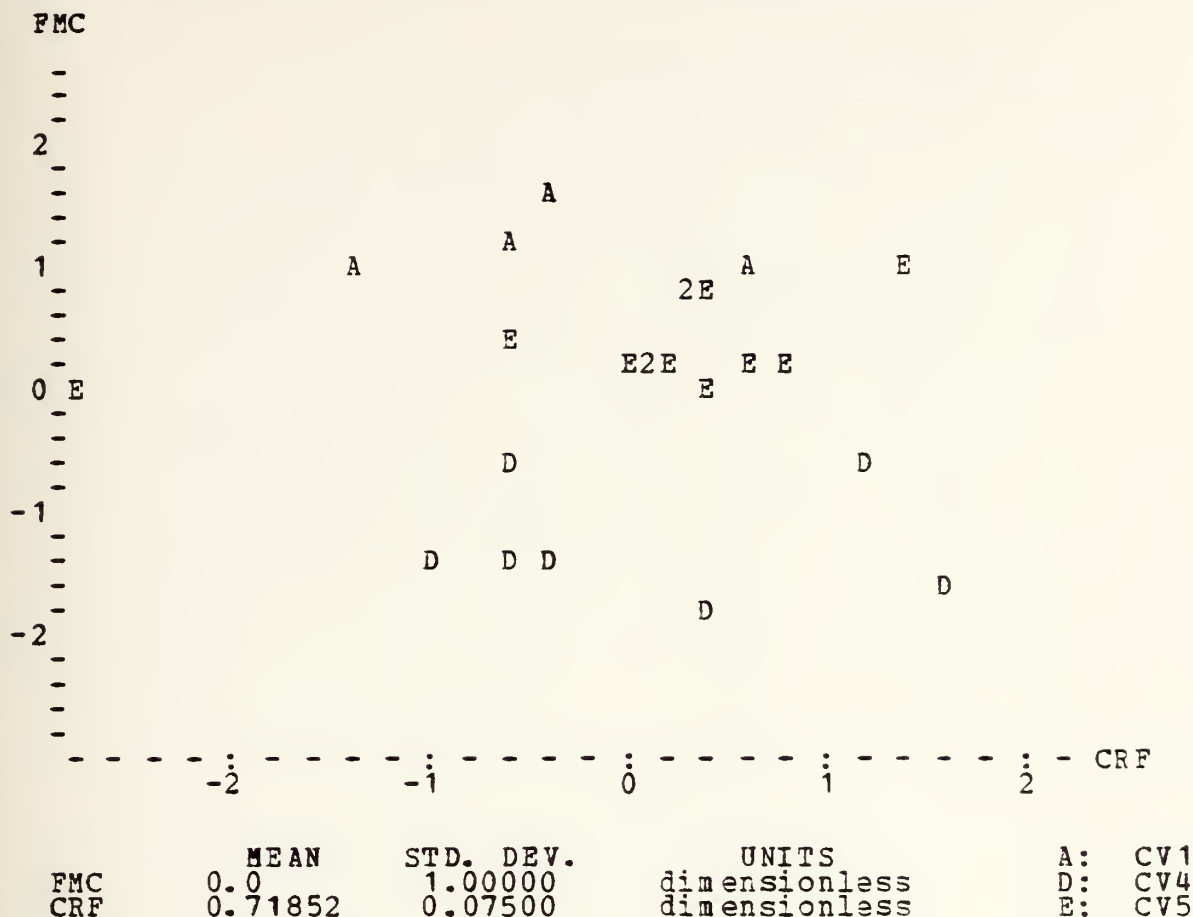 FMC
-
-
-
2
-
- A
-
- A
1 A A E
- 2E
-
- E
- E2E E E
0 E E
-
-
- D D
-
-1
-
- D D D
- D
- D
-2
-
-
-
-
- - - - -:- - - - -:- - - - -:- - - - -:- - - - -:- CRF
-2 -1 0 1 2
MEAN STD. DEV. UNITS A: CV1
FMC 0.0 1.00000 dimensionless D: CV4
CRF 0.71852 0.07500 dimensionless E: CV5